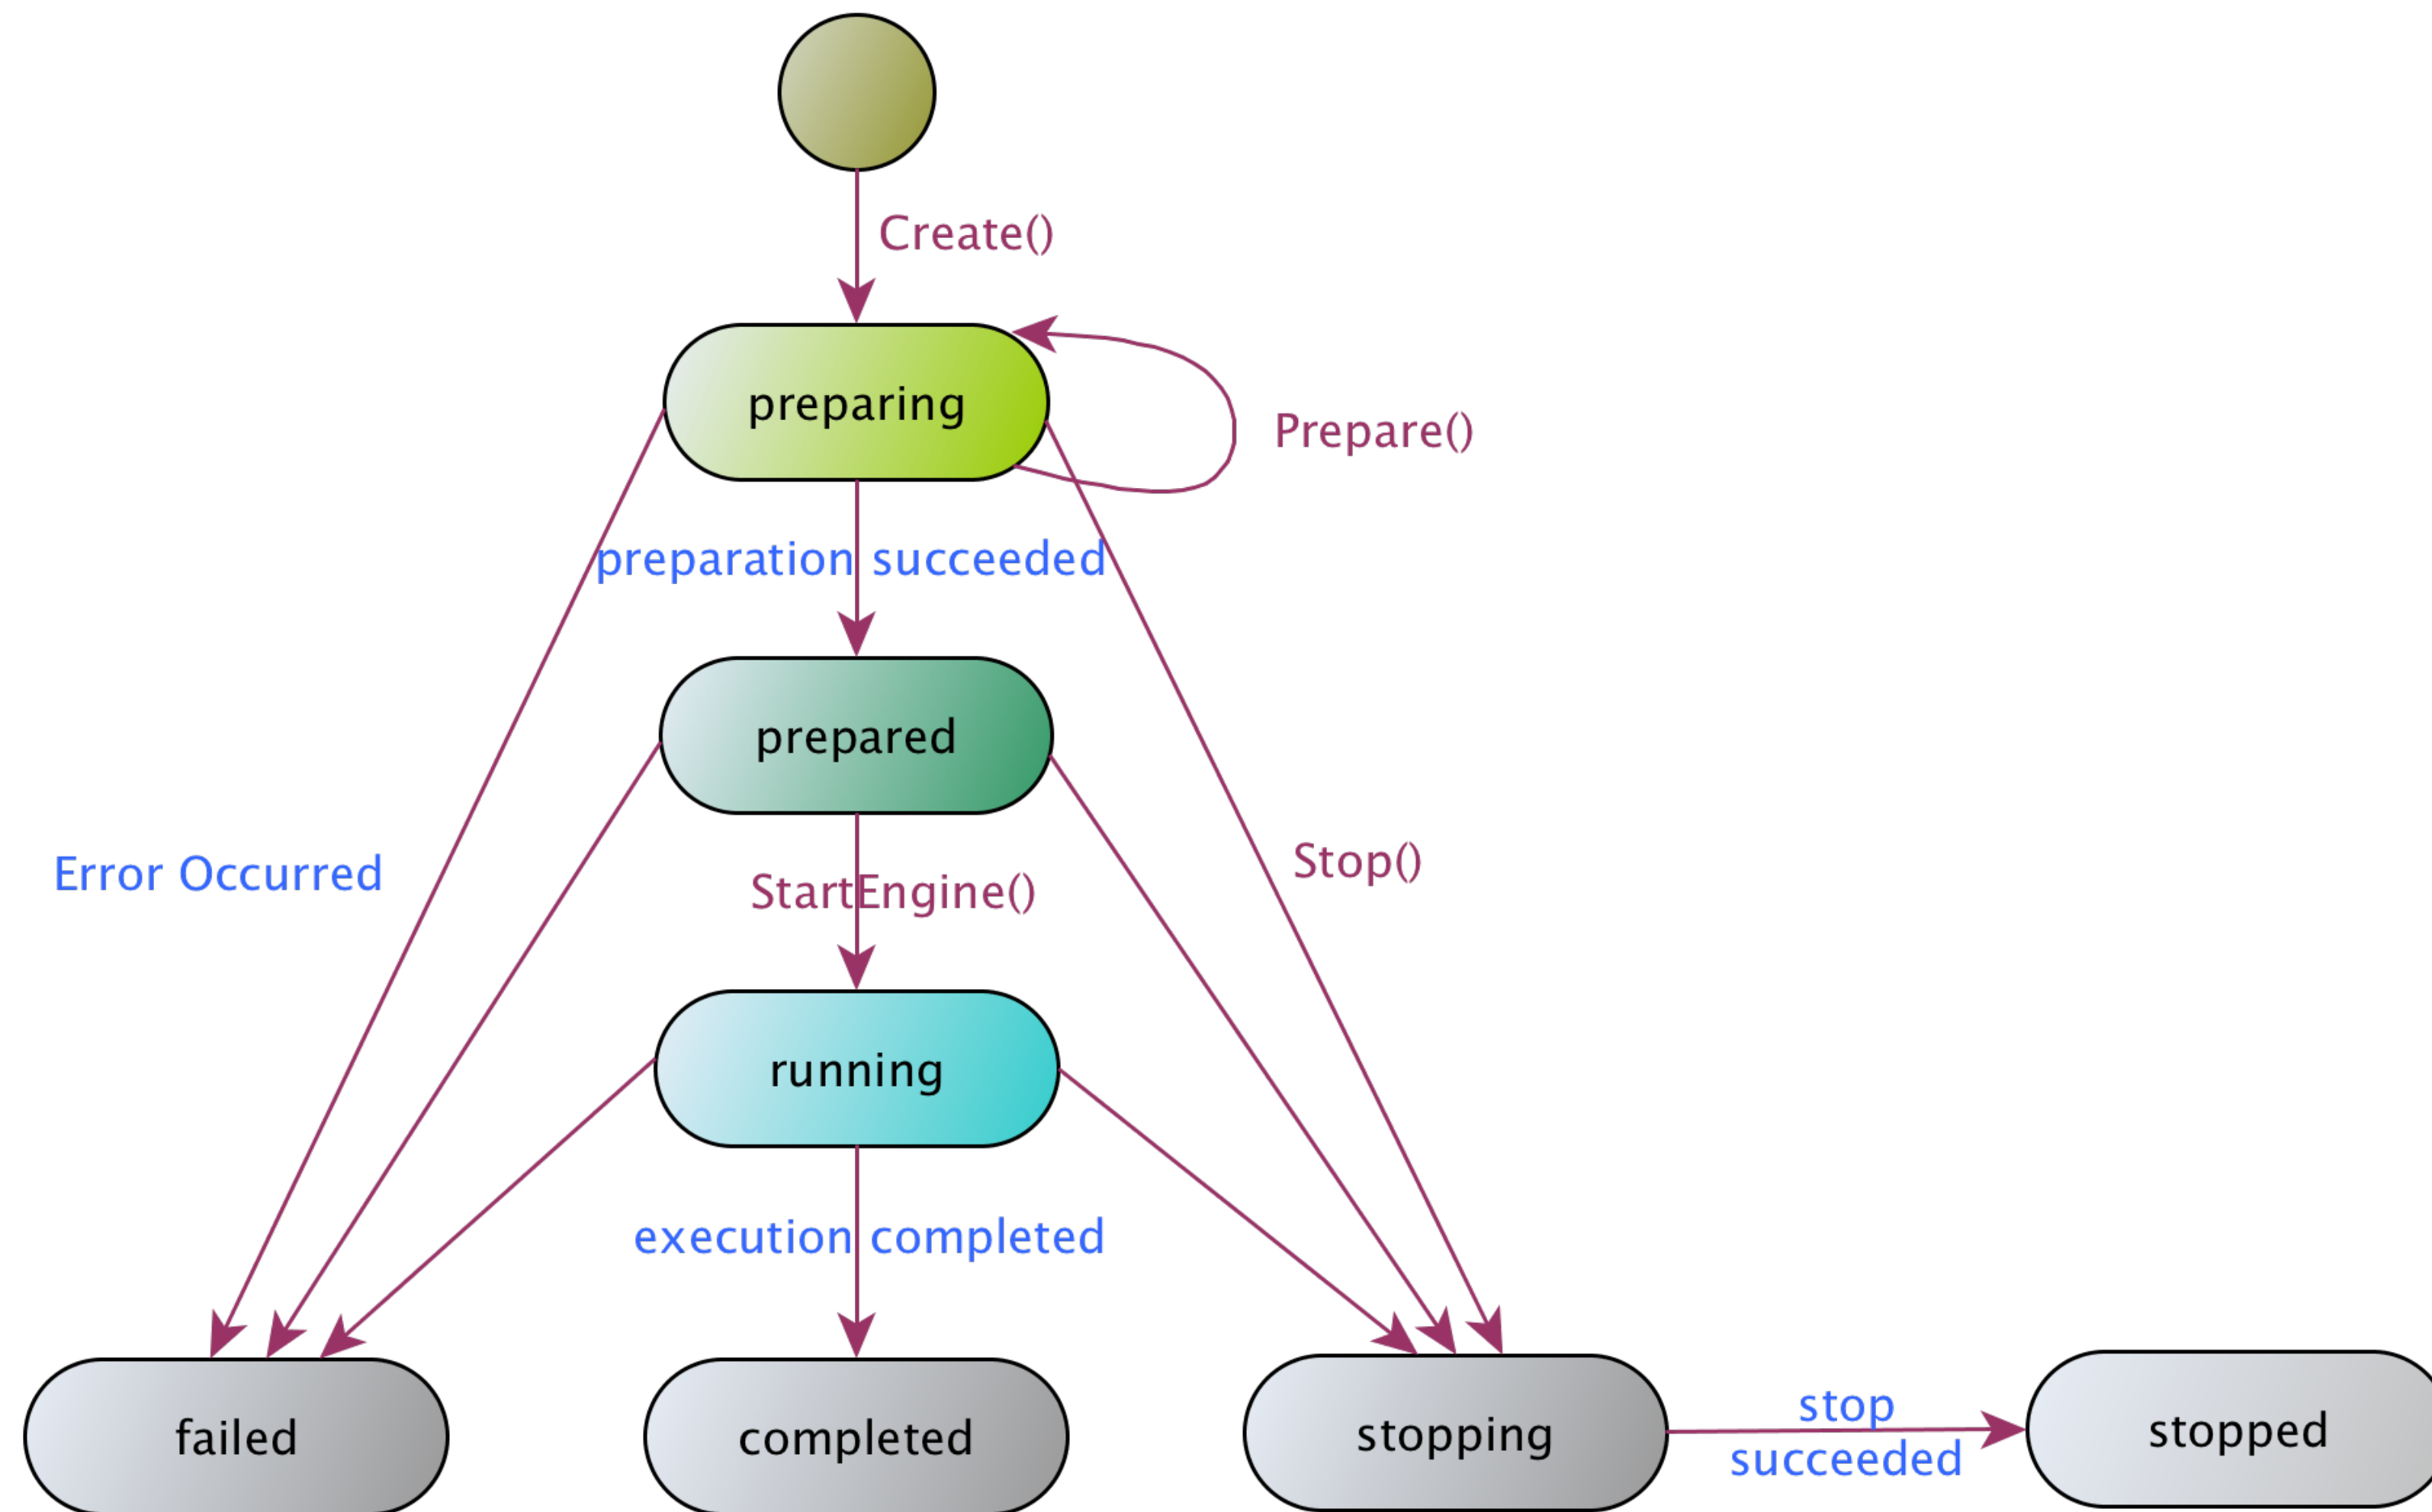 Create()
preparing
Prepare()
preparation succeeded
prepared
Error Occurred
StartEngine()
Stop()
running
execution completed
failed
completed
stopping
stop
succeeded
stopped